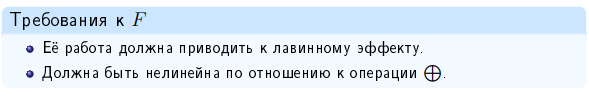 Требования к F
Её работа должна приводить к лавинному эффекту.
Должна быть нелинейна по отношению к операции ⊕.